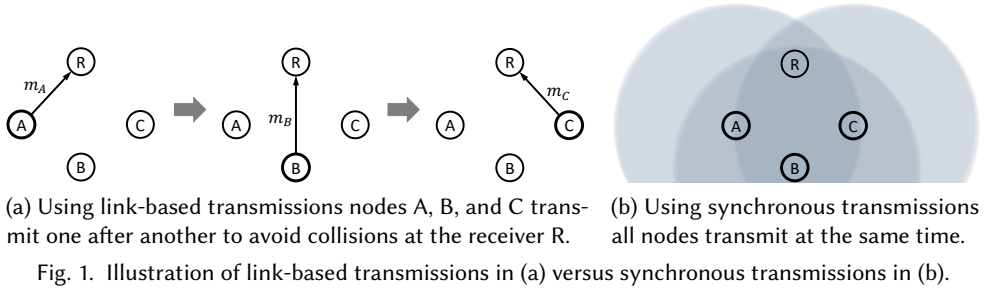 R
m_A
A
C
B
R
m_B
A
C
B
R
m_C
A
C
B
R
A
C
B
(a) Using link-based transmissions nodes A, B, and C trans-
mit one after another to avoid collisions at the receiver R.
(b) Using synchronous transmissions
all nodes transmit at the same time.
Fig. 1. Illustration of link-based transmissions in (a) versus synchronous transmissions in (b).